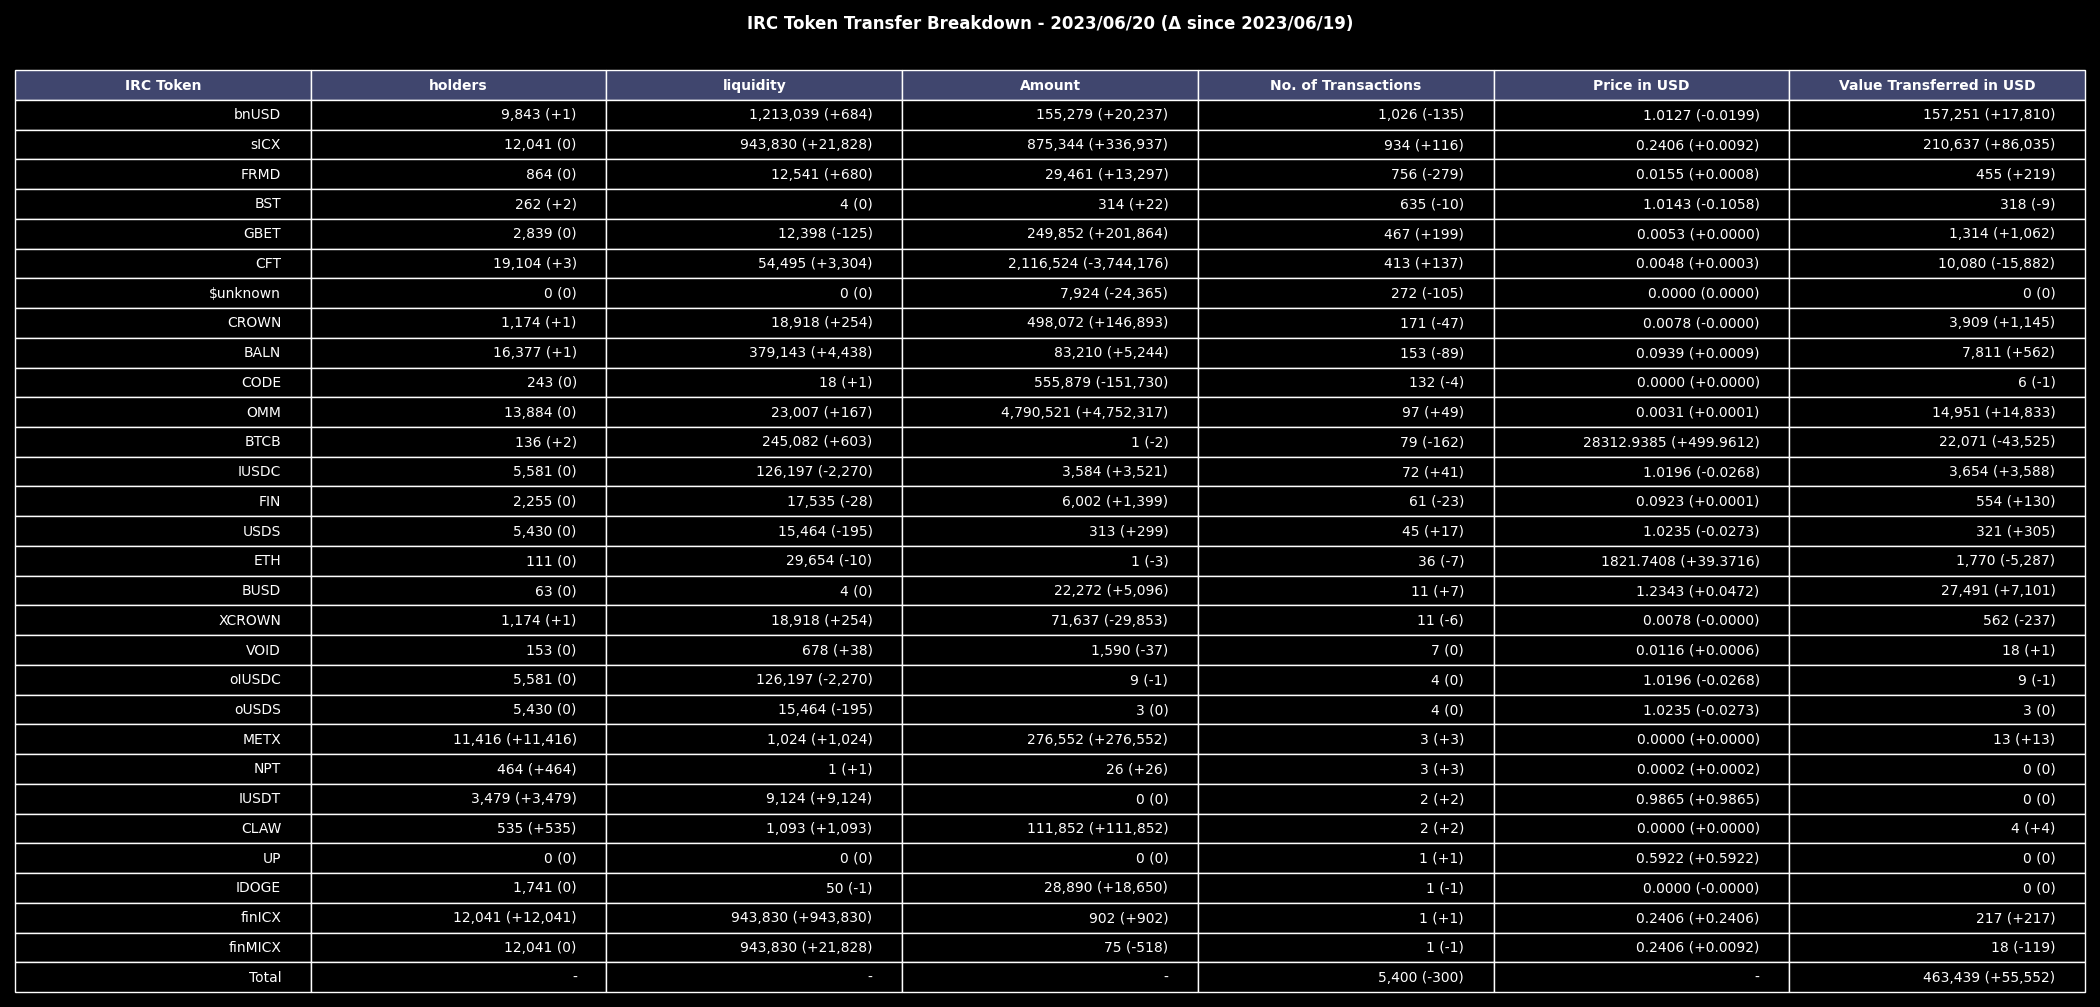 IRC Token Transfer Breakdown - 2023/06/20 (Δ since 2023/06/19)
IRC Token holders liquidity Amount No. of Transactions Price in USD Value Transferred in USD
bnUSD 9,843 (+1) 1,213,039 (+684) 155,279 (+20,237) 1,026 (-135) 1.0127 (-0.0199) 157,251 (+17,810)
sICX 12,041 (0) 943,830 (+21,828) 875,344 (+336,937) 934 (+116) 0.2406 (+0.0092) 210,637 (+86,035)
FRMD 864 (0) 12,541 (+680) 29,461 (+13,297) 756 (-279) 0.0155 (+0.0008) 455 (+219)
BST 262 (+2) 4 (0) 314 (+22) 635 (-10) 1.0143 (-0.1058) 318 (-9)
GBET 2,839 (0) 12,398 (-125) 249,852 (+201,864) 467 (+199) 0.0053 (+0.0000) 1,314 (+1,062)
CFT 19,104 (+3) 54,495 (+3,304) 2,116,524 (-3,744,176) 413 (+137) 0.0048 (+0.0003) 10,080 (-15,882)
$unknown 0 (0) 0 (0) 7,924 (-24,365) 272 (-105) 0.0000 (0.0000) 0 (0)
CROWN 1,174 (+1) 18,918 (+254) 498,072 (+146,893) 171 (-47) 0.0078 (-0.0000) 3,909 (+1,145)
BALN 16,377 (+1) 379,143 (+4,438) 83,210 (+5,244) 153 (-89) 0.0939 (+0.0009) 7,811 (+562)
CODE 243 (0) 18 (+1) 555,879 (-151,730) 132 (-4) 0.0000 (+0.0000) 6 (-1)
OMM 13,884 (0) 23,007 (+167) 4,790,521 (+4,752,317) 97 (+49) 0.0031 (+0.0001) 14,951 (+14,833)
BTCB 136 (+2) 245,082 (+603) 1 (-2) 79 (-162) 28312.9385 (+499.9612) 22,071 (-43,525)
IUSDC 5,581 (0) 126,197 (-2,270) 3,584 (+3,521) 72 (+41) 1.0196 (-0.0268) 3,654 (+3,588)
FIN 2,255 (0) 17,535 (-28) 6,002 (+1,399) 61 (-23) 0.0923 (+0.0001) 554 (+130)
USDS 5,430 (0) 15,464 (-195) 313 (+299) 45 (+17) 1.0235 (-0.0273) 321 (+305)
ETH 111 (0) 29,654 (-10) 1 (-3) 36 (-7) 1821.7408 (+39.3716) 1,770 (-5,287)
BUSD 63 (0) 4 (0) 22,272 (+5,096) 11 (+7) 1.2343 (+0.0472) 27,491 (+7,101)
XCROWN 1,174 (+1) 18,918 (+254) 71,637 (-29,853) 11 (-6) 0.0078 (-0.0000) 562 (-237)
VOID 153 (0) 678 (+38) 1,590 (-37) 7 (0) 0.0116 (+0.0006) 18 (+1)
oIUSDC 5,581 (0) 126,197 (-2,270) 9 (-1) 4 (0) 1.0196 (-0.0268) 9 (-1)
oUSDS 5,430 (0) 15,464 (-195) 3 (0) 4 (0) 1.0235 (-0.0273) 3 (0)
METX 11,416 (+11,416) 1,024 (+1,024) 276,552 (+276,552) 3 (+3) 0.0000 (+0.0000) 13 (+13)
NPT 464 (+464) 1 (+1) 26 (+26) 3 (+3) 0.0002 (+0.0002) 0 (0)
IUSDT 3,479 (+3,479) 9,124 (+9,124) 0 (0) 2 (+2) 0.9865 (+0.9865) 0 (0)
CLAW 535 (+535) 1,093 (+1,093) 111,852 (+111,852) 2 (+2) 0.0000 (+0.0000) 4 (+4)
UP 0 (0) 0 (0) 0 (0) 1 (+1) 0.5922 (+0.5922) 0 (0)
IDOGE 1,741 (0) 50 (-1) 28,890 (+18,650) 1 (-1) 0.0000 (-0.0000) 0 (0)
finICX 12,041 (+12,041) 943,830 (+943,830) 902 (+902) 1 (+1) 0.2406 (+0.2406) 217 (+217)
finMICX 12,041 (0) 943,830 (+21,828) 75 (-518) 1 (-1) 0.2406 (+0.0092) 18 (-119)
Total - - - 5,400 (-300) - 463,439 (+55,552)